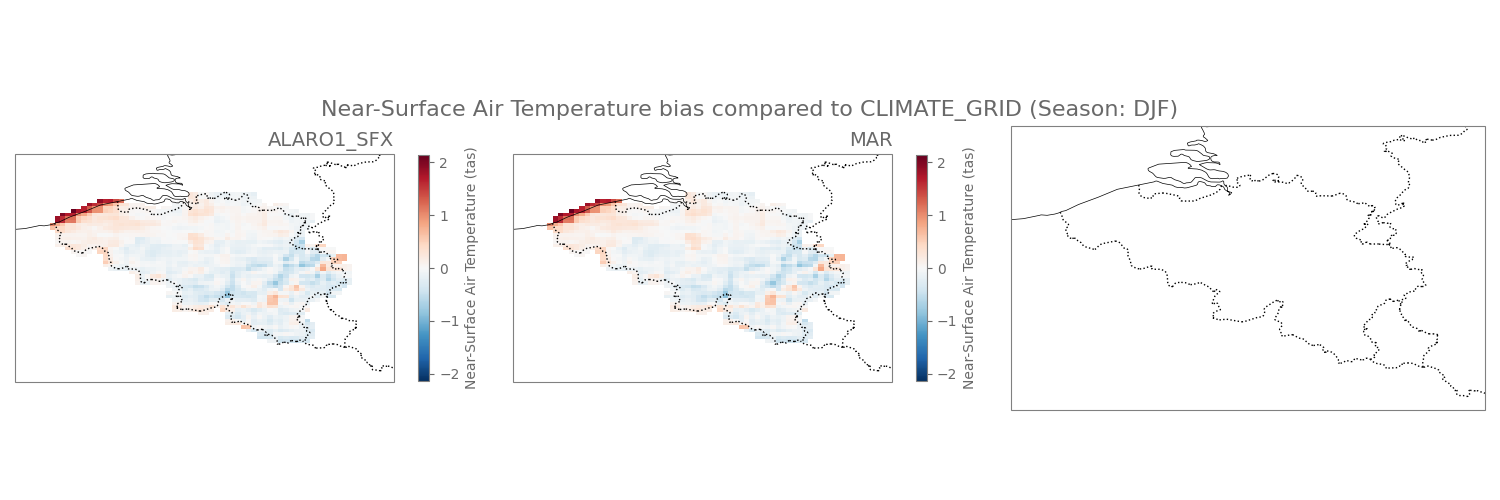 Near-Surface Air Temperature bias compared to CLIMATE_GRID (Season: DJF)
ALARO1_SFX
2
1
0
−1
−2
Near-Surface Air Temperature (tas)
MAR
2
1
0
−1
−2
Near-Surface Air Temperature (tas)